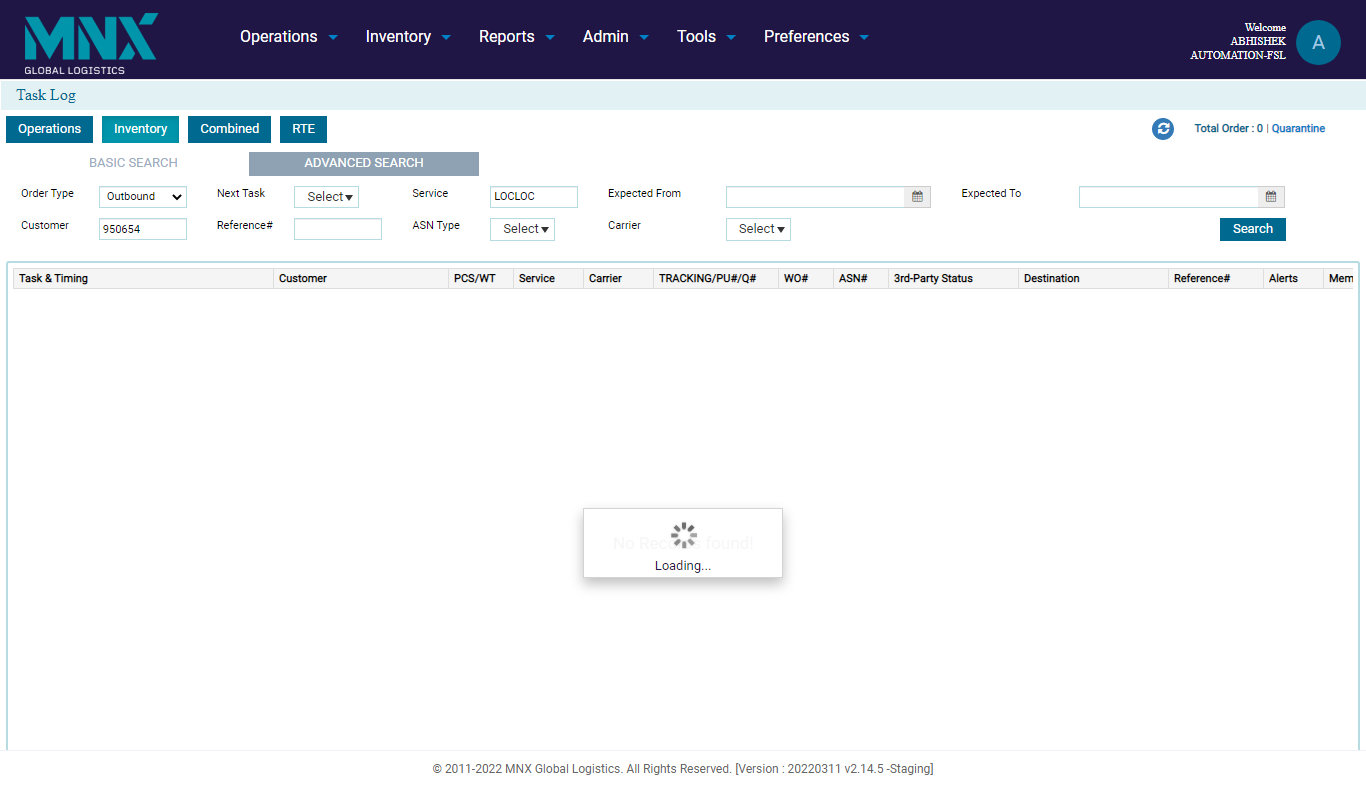 MNX
GLOBAL LOGISTICS
Operations Inventory Reports Admin Tools Preferences
Welcome
ABHISHEK
AUTOMATION-FSL
A
Task Log
Operations Inventory Combined RTE
Total Order : 0 | Quarantine
BASIC SEARCH ADVANCED SEARCH
Order Type Outbound Next Task Select Service LOCLOC Expected From Expected To
Customer 950654 Reference# ASN Type Select Carrier Select Search
Task & Timing Customer PCS/WT Service Carrier TRACKING/PU#/Q# WO# ASN# 3rd-Party Status Destination Reference# Alerts Mem
No Records found!
Loading...
© 2011-2022 MNX Global Logistics. All Rights Reserved. [Version : 20220311 v2.14.5 -Staging]